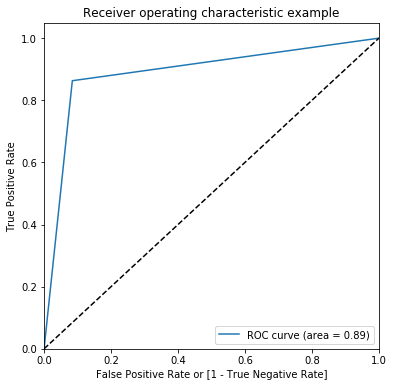 Receiver operating characteristic example
1.0
0.8
0.6
0.4
0.2
0.0
True Positive Rate
ROC curve (area = 0.89)
0.0 0.2 0.4 0.6 0.8 1.0
False Positive Rate or [1 - True Negative Rate]